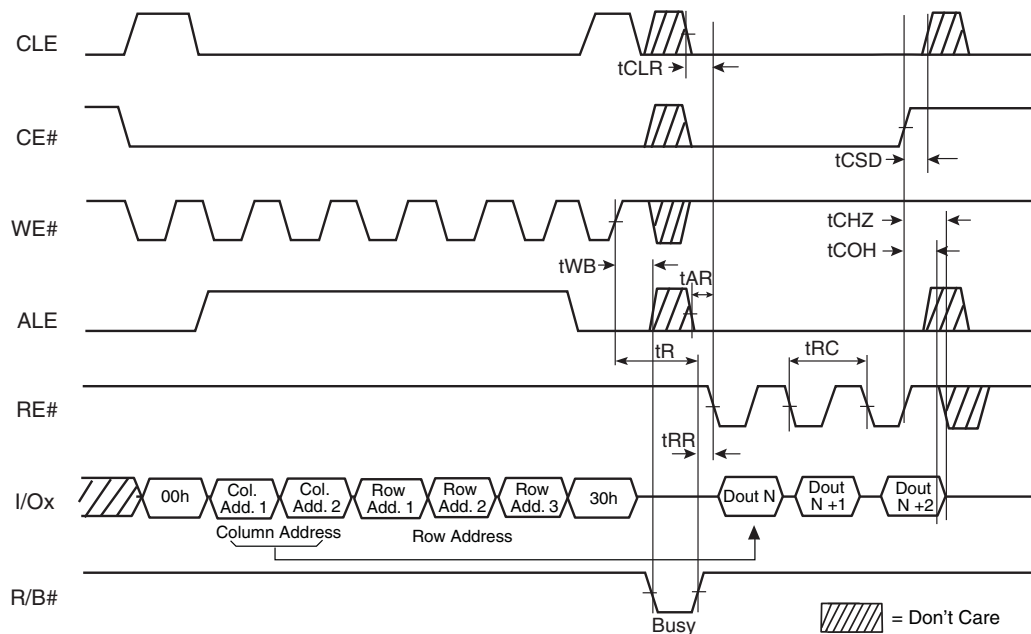 CLE
tCLR
CE#
tCSD
WE#
tCHZ
tCOH
tWB
tAR
ALE
tR
tRC
RE#
tRR
I/Ox
00h
Col.
Add. 1
Col.
Add. 2
Row
Add. 1
Row
Add. 2
Row
Add. 3
30h
Dout N
Dout
N +1
Dout
N +2
Column Address
Row Address
R/B#
Busy
= Don't Care